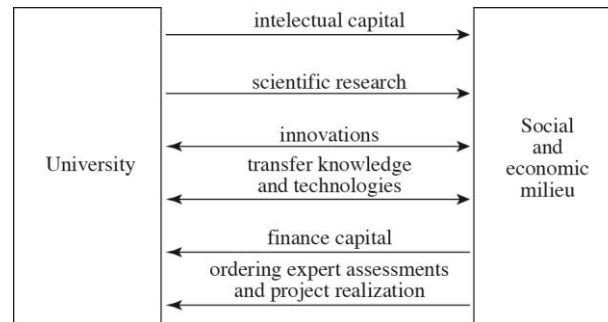 intelectual capital
scientific research
innovations
University
transfer knowledge
and technologies
Social
and
economic
milieu
finance capital
ordering expert assessments
and project realization